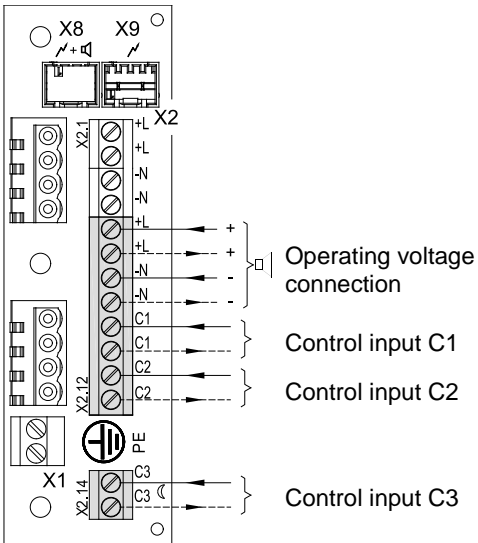 X8 X9
+
X2
X2.1
+L
+L
-N
-N
+L +
+L +
-N -
-N -
Operating voltage
connection
C1
C1
Control input C1
C2
C2
Control input C2
X2.12
PE
X1
C3
C3
Control input C3
X2.14